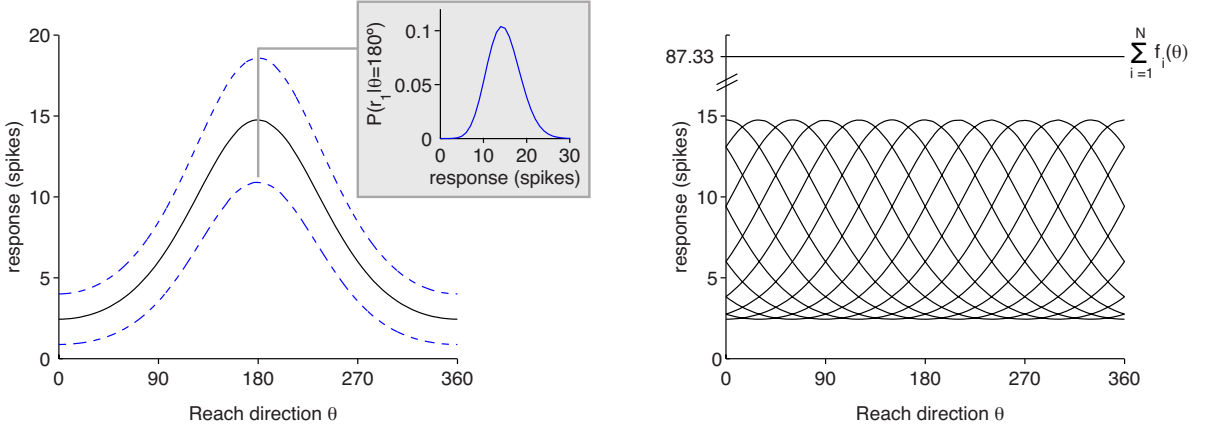 20
15
10
5
0
response (spikes)
0 90 180 270 360
Reach direction θ
0.1
0.05
0
P(r1|θ=180º)
0 10 20 30
response (spikes)
87.33
15
10
5
0
response (spikes)
0 90 180 270 360
Reach direction θ
N
Σ fi(θ)
i =1